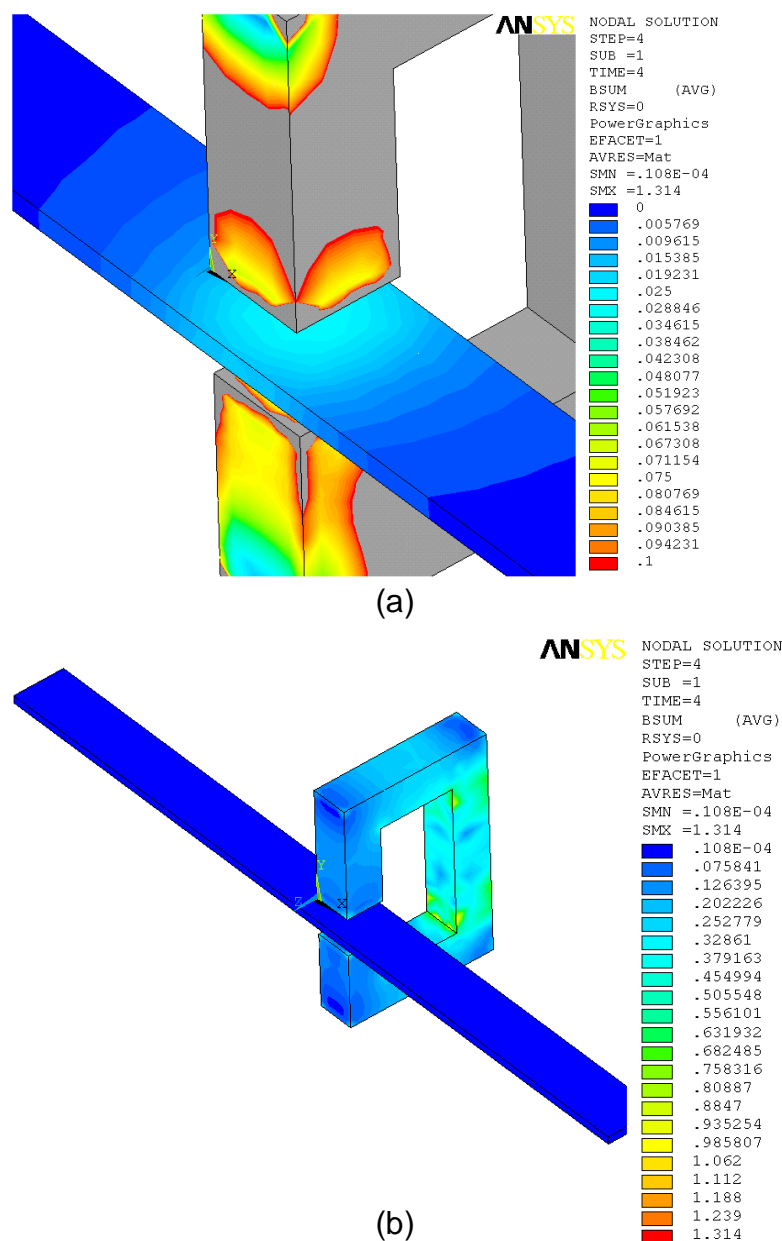 ANSYS
NODAL SOLUTION
STEP=4
SUB =1
TIME=4
BSUM (AVG)
RSYS=0
PowerGraphics
EFACET=1
AVRES=Mat
SMN =.108E-04
SMX =1.314
0
.005769
.009615
.015385
.019231
.025
.028846
.034615
.038462
.042308
.048077
.051923
.057692
.061538
.067308
.071154
.075
.080769
.084615
.090385
.094231
.1
Y
X
(a)
ANSYS
NODAL SOLUTION
STEP=4
SUB =1
TIME=4
BSUM (AVG)
RSYS=0
PowerGraphics
EFACET=1
AVRES=Mat
SMN =.108E-04
SMX =1.314
.108E-04
.075841
.126395
.202226
.252779
.32861
.379163
.454994
.505548
.556101
.631932
.682485
.758316
.80887
.8847
.935254
.985807
1.062
1.112
1.188
1.239
1.314
Y
Z X
(b)